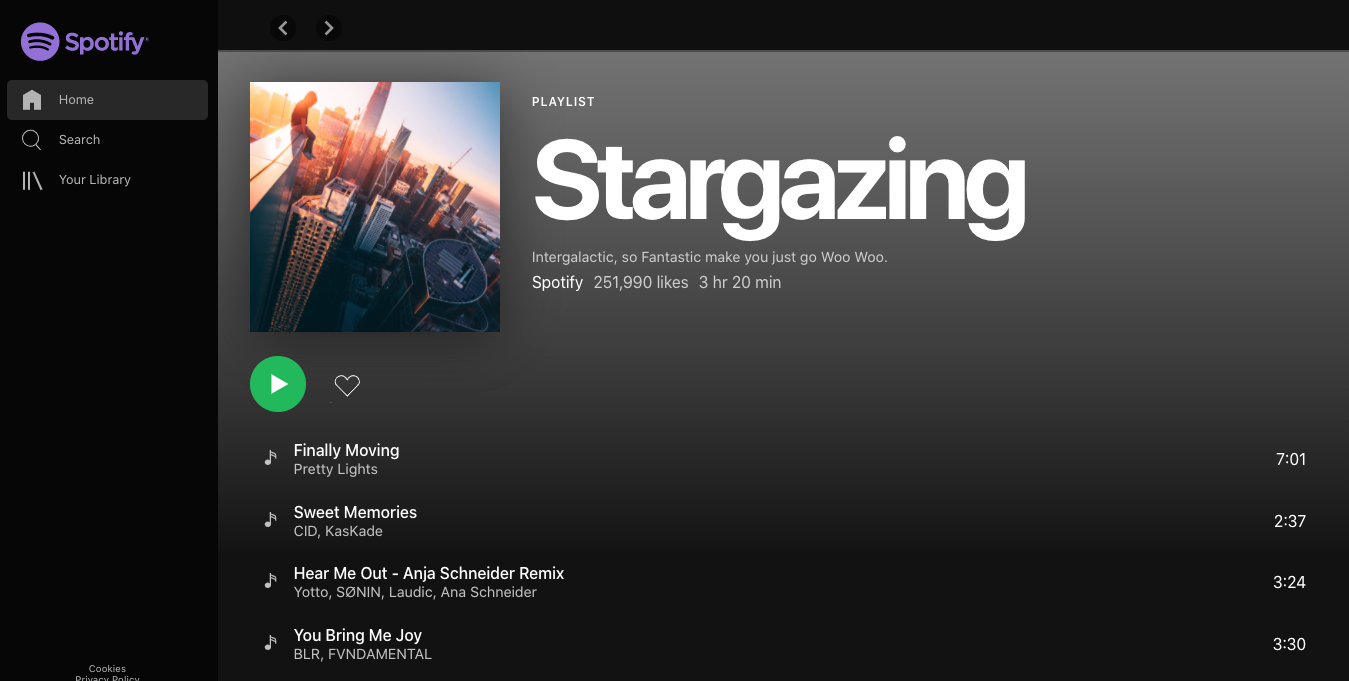 Spotify
Home
Search
Your Library
PLAYLIST
Stargazing
Intergalactic, so Fantastic make you just go Woo Woo.
Spotify 251,990 likes 3 hr 20 min
Finally Moving
Pretty Lights
7:01
Sweet Memories
CID, KasKade
2:37
Hear Me Out - Anja Schneider Remix
Yotto, SØNIN, Laudic, Ana Schneider
3:24
You Bring Me Joy
BLR, FVNDAMENTAL
3:30
Cookies
Privacy Policy